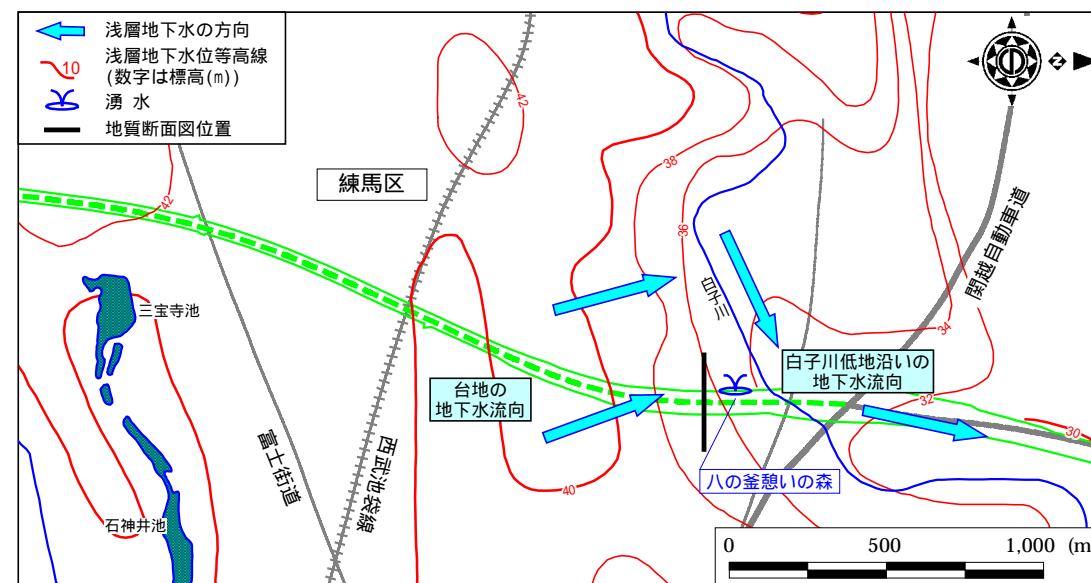 浅層地下水の方向
浅層地下水位等高線
(数字は標高(m))
10
湧 水
地質断面図位置
42
42
練馬区
38
36
白子川
関越自動車道
34
三宝寺池
台地の
地下水流向
白子川低地沿いの
地下水流向
32
30
富士街道
西武池袋線
40
八の釜憩いの森
石神井池
0
500
1,000
(m